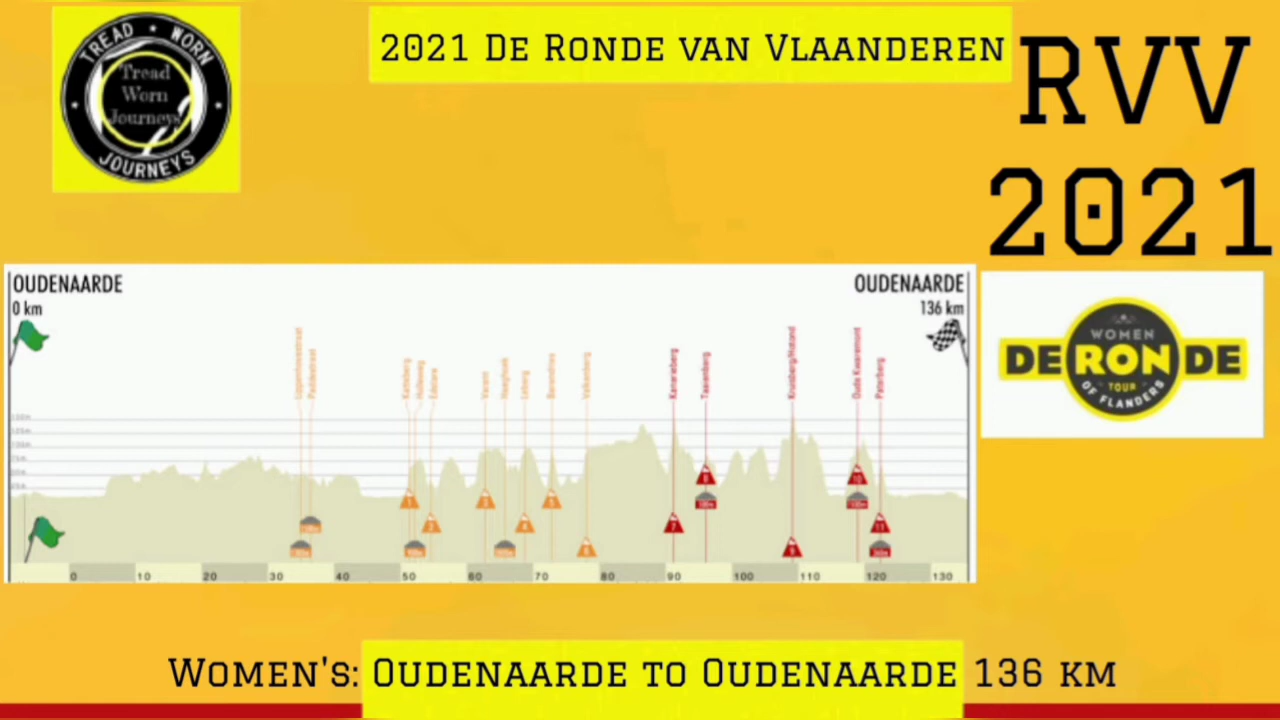 TREAD WORN
Tread
Worn
Journeys
JOURNEYS
2021 De Ronde van Vlaanderen
RVV
2021
OUDENAARDE
0 km
OUDENAARDE
136 km
Kanarieberg
Taaienberg
Kruisberg/Hotond
Oude Kwaremont
Paterberg
WOMEN
DE RONDE
TOUR
OF FLANDERS
0 10 20 30 40 50 60 70 80 90 100 110 120 130
Women's: Oudenaarde to Oudenaarde 136 km